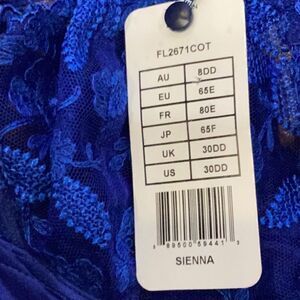 FL2671COT
AU 8DD
EU 65E
FR 80E
JP 65F
UK 30DD
US 30DD
SIENNA